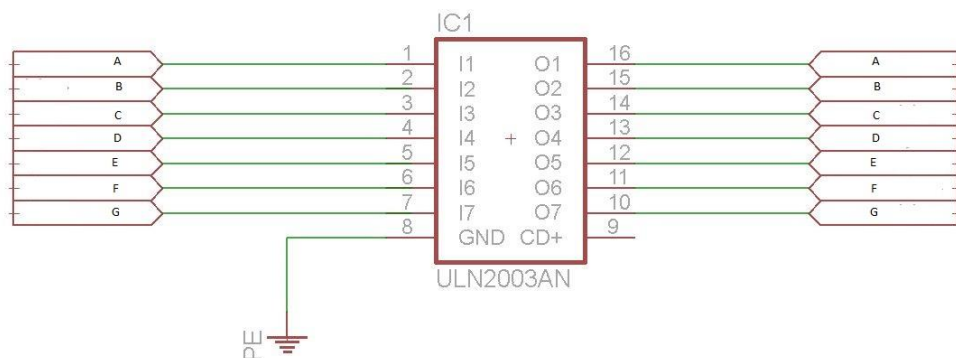 IC1
A 1 I1 O1 16 A
B 2 I2 O2 15 B
C 3 I3 O3 14 C
D 4 I4 O4 13 D
E 5 I5 O5 12 E
F 6 I6 O6 11 F
G 7 I7 O7 10 G
8 GND CD+ 9
ULN2003AN
PE